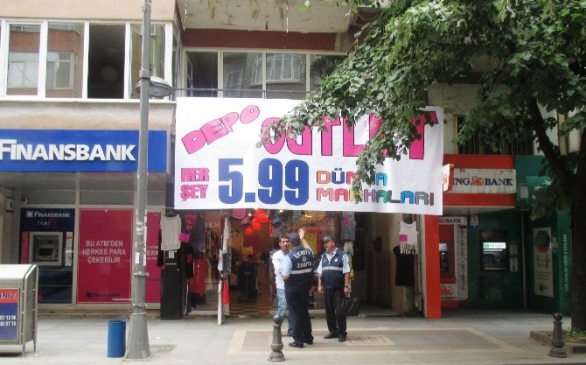 FINANSBANK
DEPO OUTLET
HER ŞEY
5.99
DÜNYA MARKALARI
ING BANK
FINANSBANK
BU ATM'DEN
HERKES PARA
ÇEKEBİLİR
ZABITA